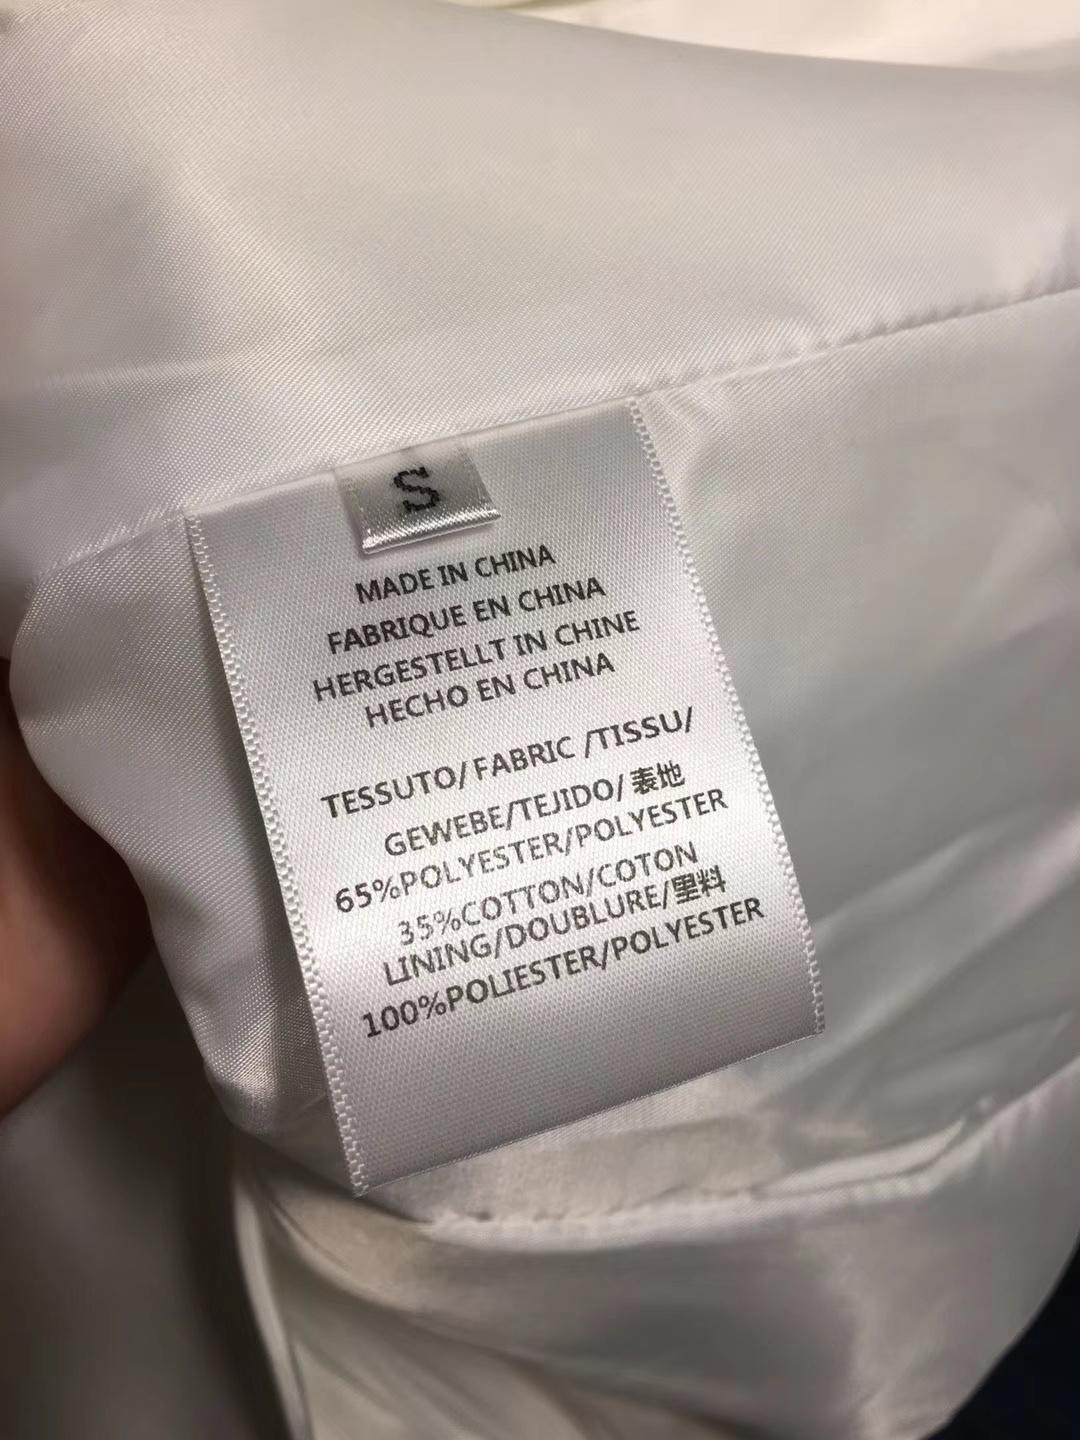 S
MADE IN CHINA
FABRIQUE EN CHINA
HERGESTELLT IN CHINE
HECHO EN CHINA
TESSUTO/FABRIC /TISSU/
GEWEBE/TEJIDO/表地
65%POLYESTER/POLYESTER
35%COTTON/COTON
LINING/DOUBLURE/里料
100%POLIESTER/POLYESTER